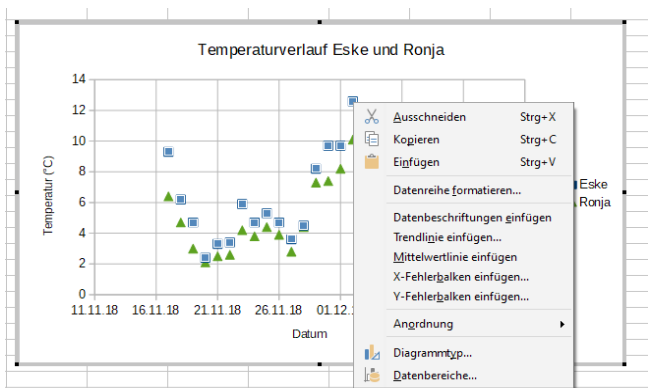 Temperaturverlauf Eske und Ronja
14
12
10
8
6
4
2
0
Temperatur (°C)
11.11.18 16.11.18 21.11.18 26.11.18 01.12.
Datum
Eske
Ronja
Ausschneiden Strg+X
Kopieren Strg+C
Einfügen Strg+V
Datenreihe formatieren...
Datenbeschriftungen einfügen
Trendlinie einfügen...
Mittelwertlinie einfügen
X-Fehlerbalken einfügen...
Y-Fehlerbalken einfügen...
Anordnung
Diagrammtyp...
Datenbereiche...